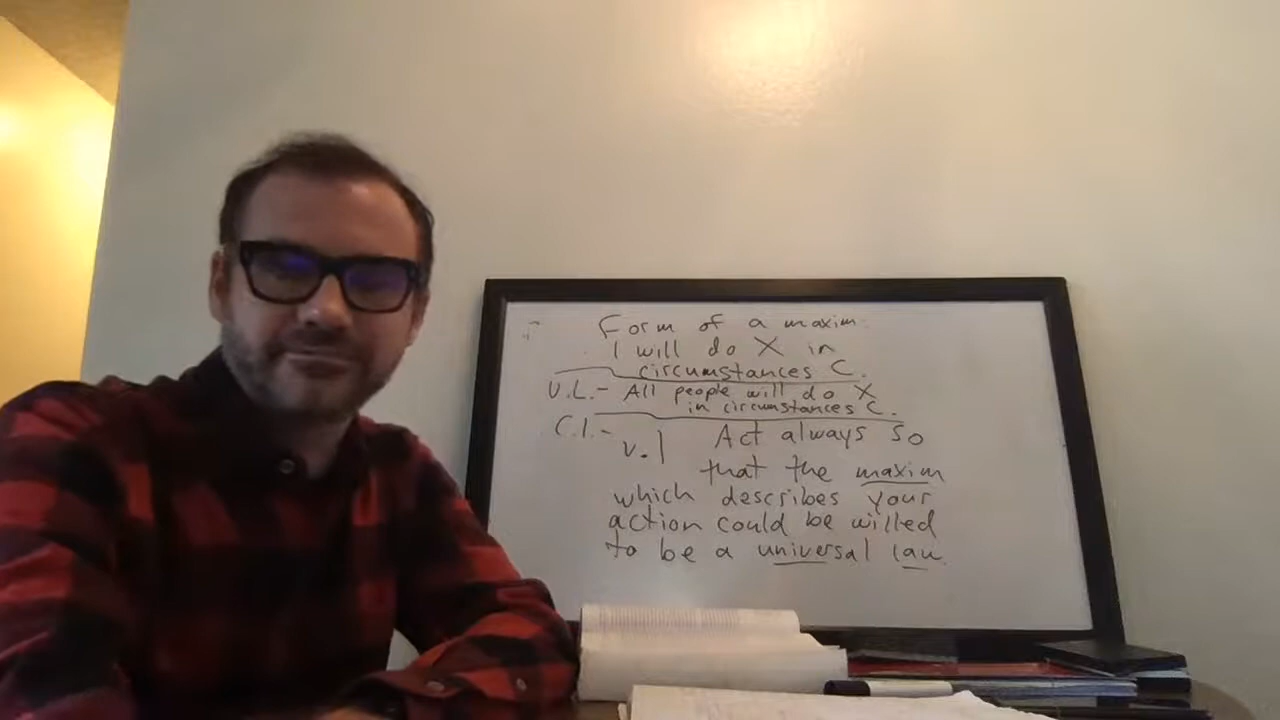 Form of a maxim:
I will do X in
circumstances C.
U.L.- All people will do X
in circumstances C.
C.I.-
v.1 Act always so
that the maxim
which describes your
action could be willed
to be a universal law.